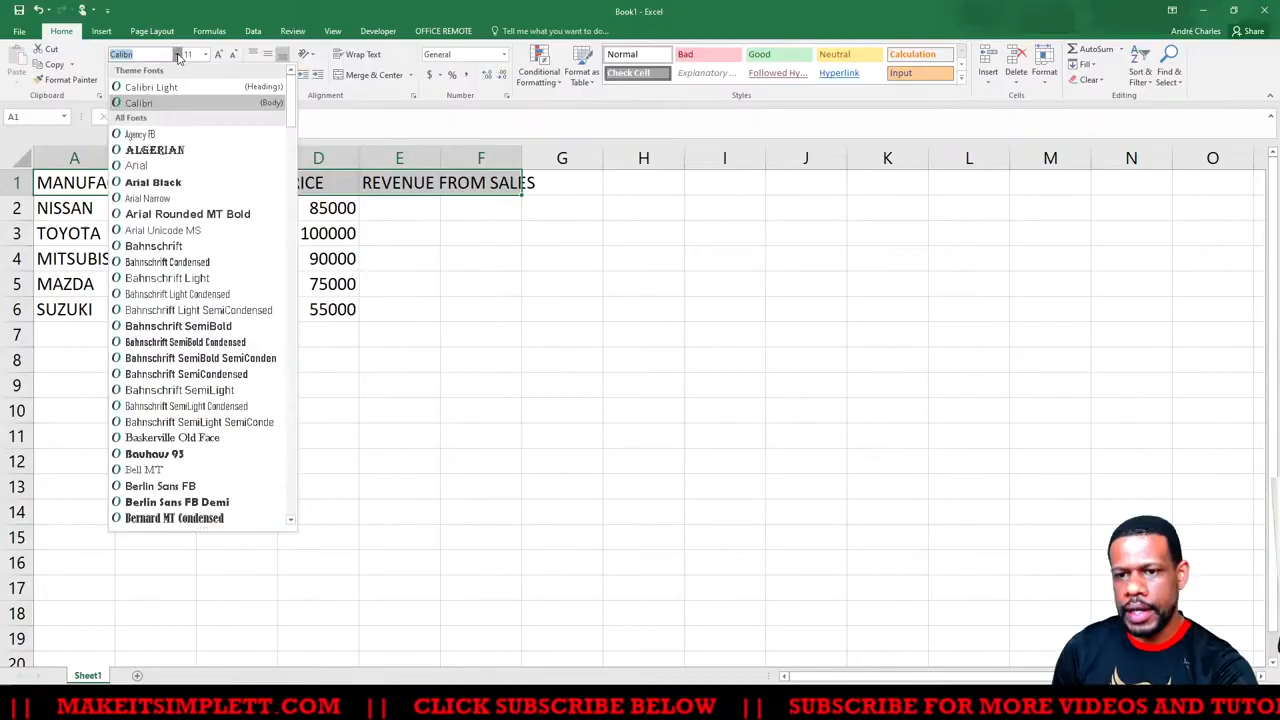 Book1 - Excel
File Home Insert Page Layout Formulas Data Review View Developer OFFICE REMOTE Tell me what you want to do... André Charles Share
Cut
Copy
Format Painter
Paste
Clipboard
Calibri 11
Wrap Text
Merge & Center
Alignment
General
$ % ,
Number
Conditional Formatting
Format as Table
Normal Bad Good Neutral Calculation
Check Cell Explanatory ... Followed Hy... Hyperlink Input
Styles
Insert Delete Format
Cells
AutoSum
Fill
Clear
Sort & Filter
Find & Select
Editing
A1
Theme Fonts
Calibri Light (Headings)
Calibri (Body)
All Fonts
Agency FB
ALGERIAN
Arial
Arial Black
Arial Narrow
Arial Rounded MT Bold
Arial Unicode MS
Bahnschrift
Bahnschrift Condensed
Bahnschrift Light
Bahnschrift Light Condensed
Bahnschrift Light SemiCondensed
Bahnschrift SemiBold
Bahnschrift SemiBold Condensed
Bahnschrift SemiBold SemiConden
Bahnschrift SemiCondensed
Bahnschrift SemiLight
Bahnschrift SemiLight Condensed
Bahnschrift SemiLight SemiConde
Baskerville Old Face
Bauhaus 93
Bell MT
Berlin Sans FB
Berlin Sans FB Demi
Bernard MT Condensed
A D E F G H I J K L M N O
1 MANUFA RICE REVENUE FROM SALES
2 NISSAN 85000
3 TOYOTA 100000
4 MITSUBIS 90000
5 MAZDA 75000
6 SUZUKI 55000
7
8
9
10
11
12
13
14
15
16
17
18
19
20
Sheet1
|| MAKEITSIMPLETT.COM || CLICK SUBSCRIBE BELOW || SUBSCRIBE FOR MORE VIDEOS AND TUTO